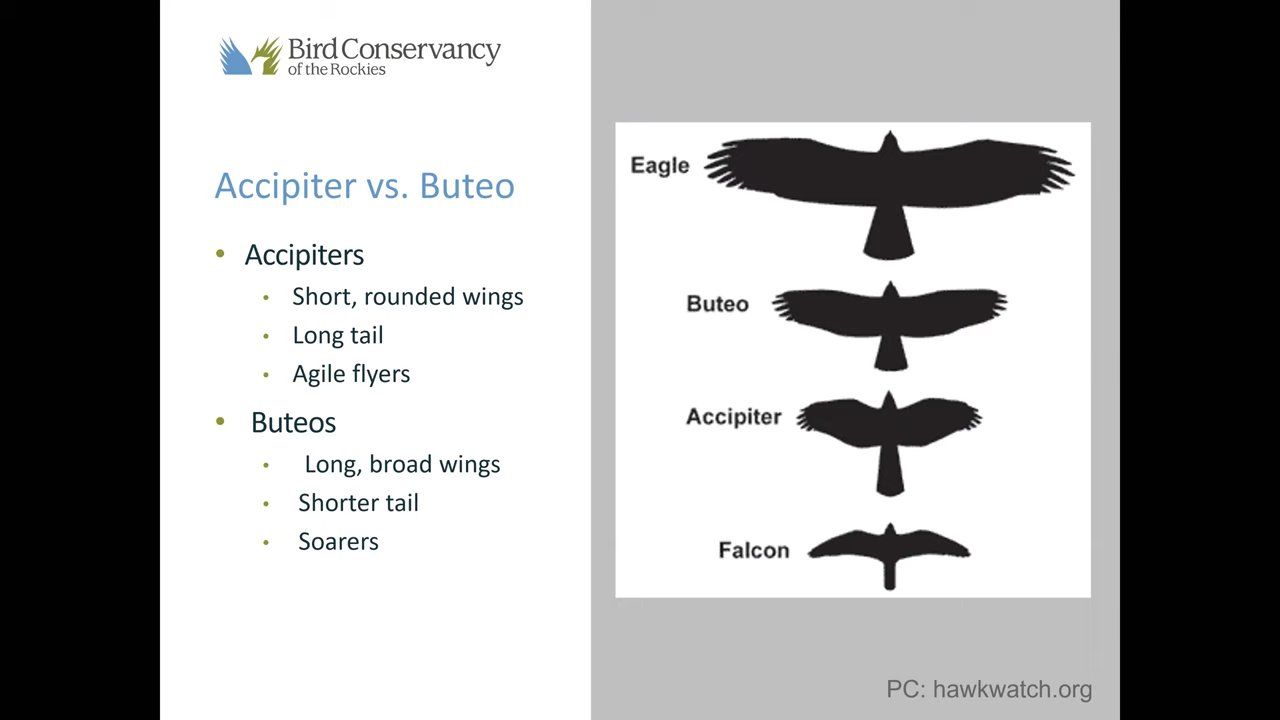 Bird Conservancy
of the Rockies
Accipiter vs. Buteo
• Accipiters
• Short, rounded wings
• Long tail
• Agile flyers
• Buteos
• Long, broad wings
• Shorter tail
• Soarers
Eagle
Buteo
Accipiter
Falcon
PC: hawkwatch.org